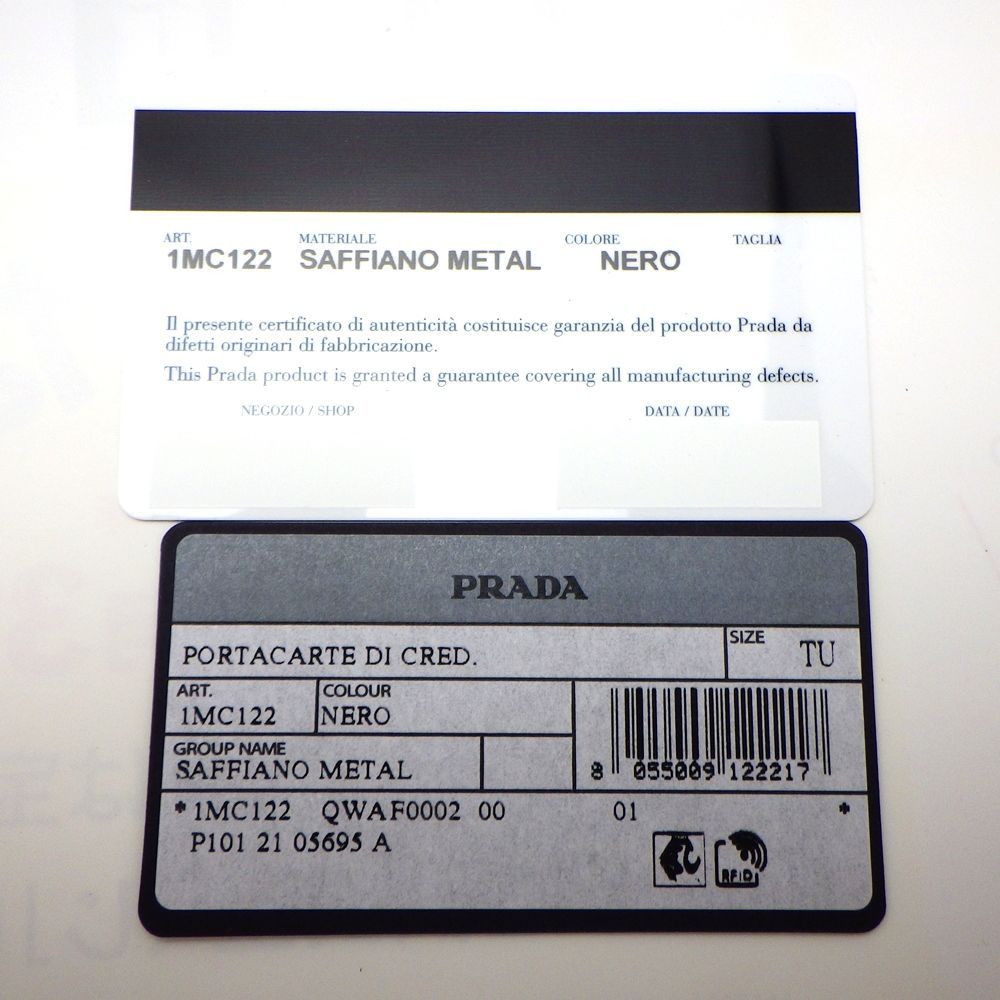 ART. MATERIALE COLORE TAGLIA
1MC122 SAFFIANO METAL NERO
Il presente certificato di autenticità costituisce garanzia del prodotto Prada da
difetti originari di fabbricazione.
This Prada product is granted a guarantee covering all manufacturing defects.
NEGOZIO / SHOP DATA / DATE
PRADA
PORTACARTE DI CRED. SIZE TU
ART. COLOUR
1MC122 NERO
GROUP NAME
SAFFIANO METAL
8 055009 122217
*1MC122 QWAF0002 00 01 *
P101 21 05695 A
RFID